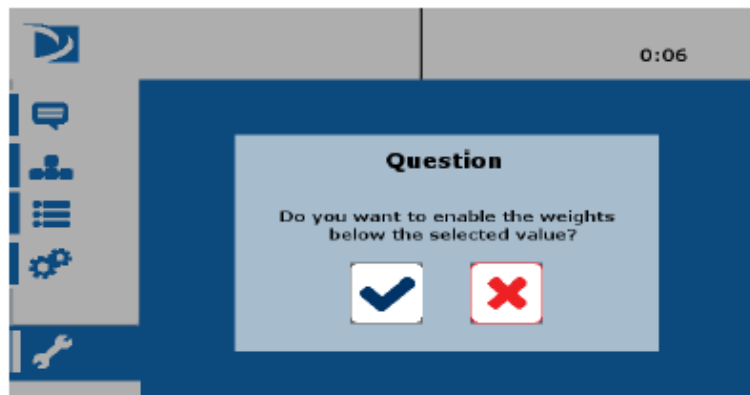 0:06
Question
Do you want to enable the weights
below the selected value?